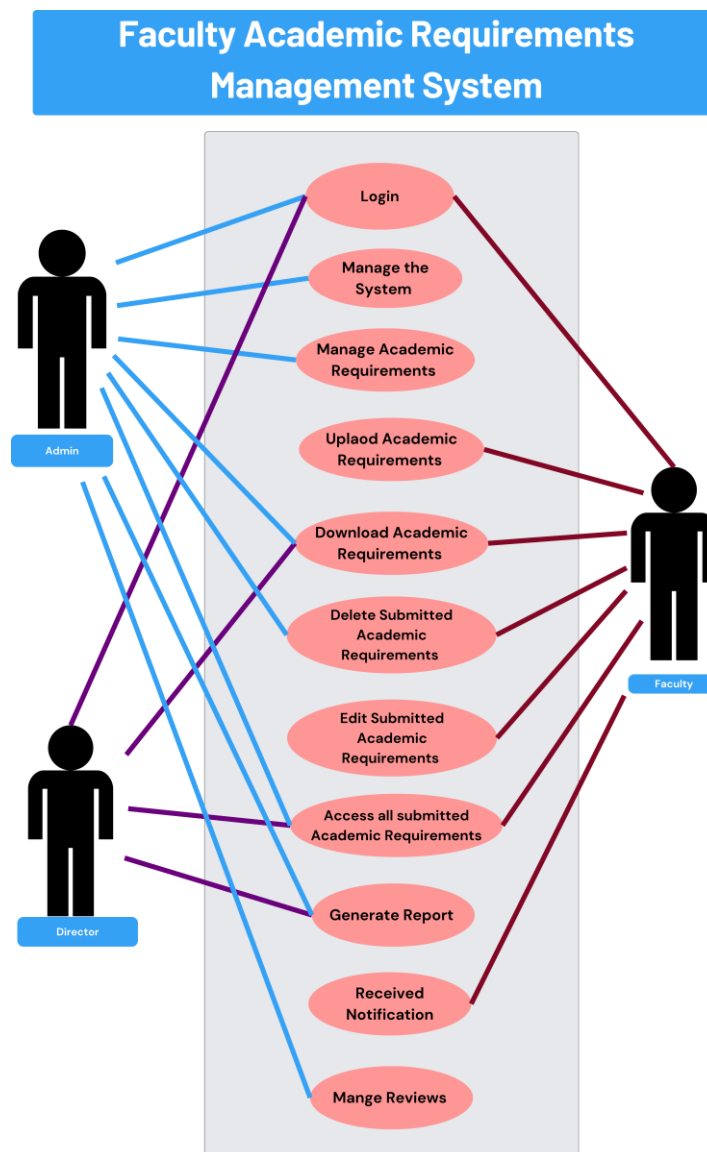 Faculty Academic Requirements
Management System
Login
Manage the
System
Manage Academic
Requirements
Admin
Uplaod Academic
Requirements
Download Academic
Requirements
Delete Submitted
Academic
Requirements
Faculty
Edit Submitted
Academic
Requirements
Access all submitted
Academic Requirements
Generate Report
Director
Received
Notification
Mange Reviews